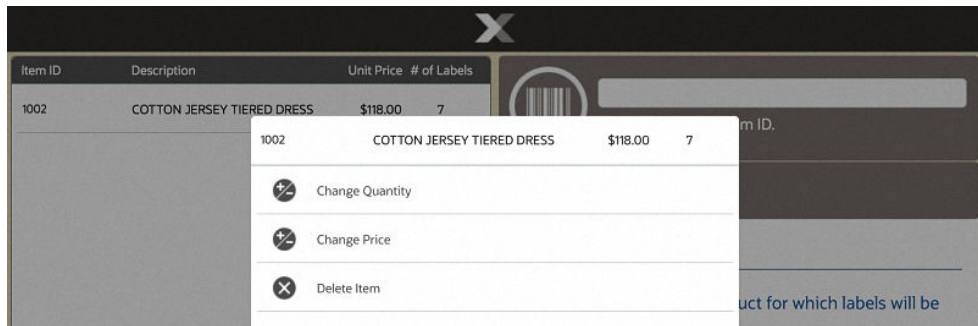 Item ID Description Unit Price # of Labels
1002 COTTON JERSEY TIERED DRESS $118.00 7
m ID.
1002 COTTON JERSEY TIERED DRESS $118.00 7
Change Quantity
Change Price
Delete Item
uct for which labels will be